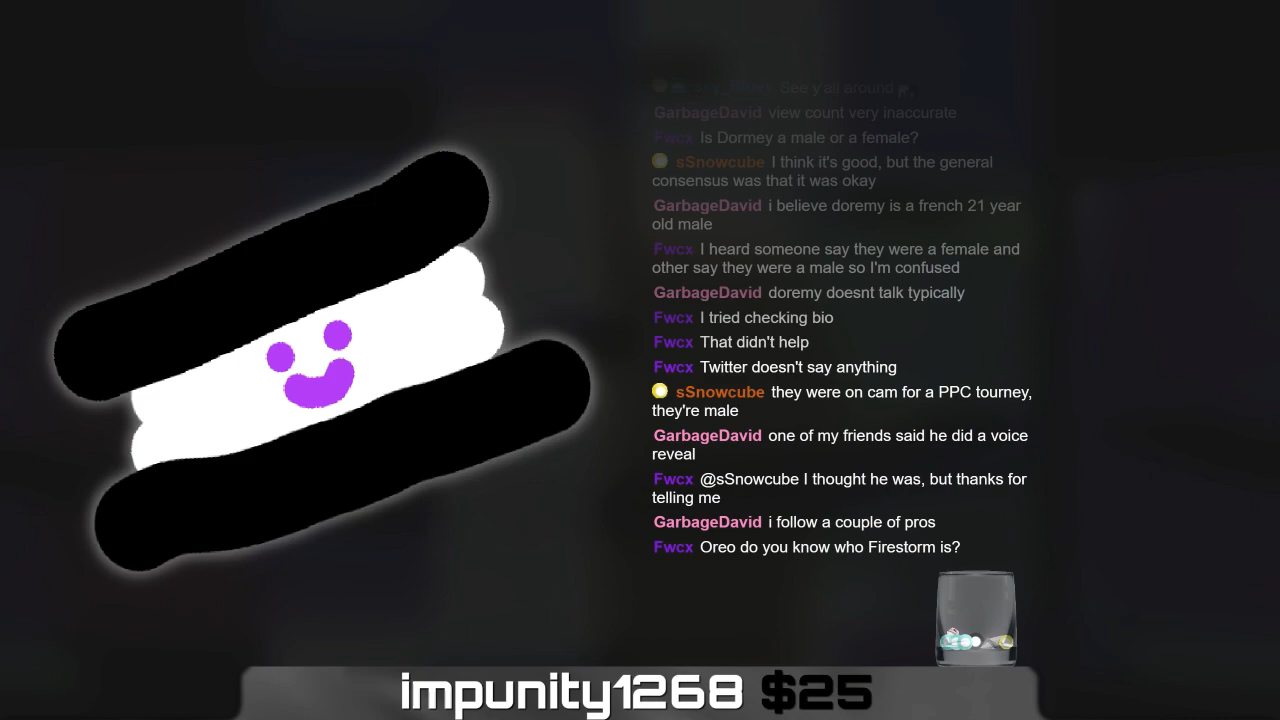 See y'all around
GarbageDavid view count very inaccurate
Fwcx Is Dormey a male or a female?
sSnowcube I think it's good, but the general
consensus was that it was okay
GarbageDavid i believe doremy is a french 21 year
old male
Fwcx I heard someone say they were a female and
other say they were a male so I'm confused
GarbageDavid doremy doesnt talk typically
Fwcx I tried checking bio
Fwcx That didn't help
Fwcx Twitter doesn't say anything
sSnowcube they were on cam for a PPC tourney,
they're male
GarbageDavid one of my friends said he did a voice
reveal
Fwcx @sSnowcube I thought he was, but thanks for
telling me
GarbageDavid i follow a couple of pros
Fwcx Oreo do you know who Firestorm is?
impunity1268 $25